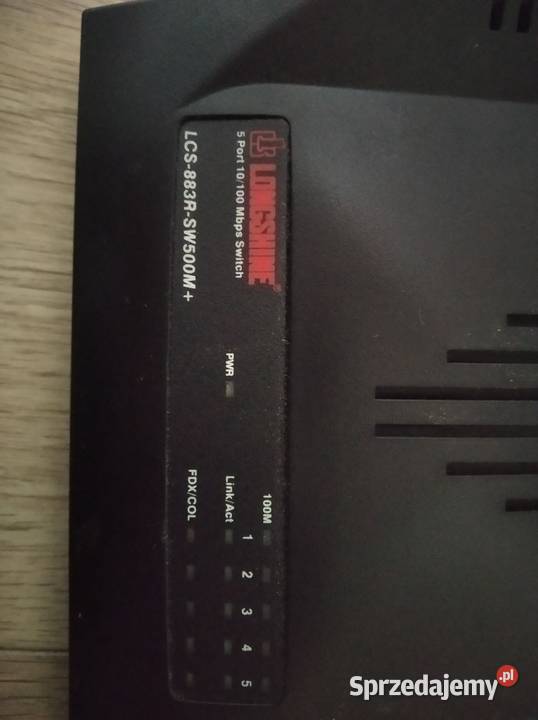 LONGSHINE®
5 Port 10/100 Mbps Switch
LCS-883R-SW500M+
PWR
100M
Link/Act
FDX/COL
1 2 3 4 5
Sprzedajemy.pl